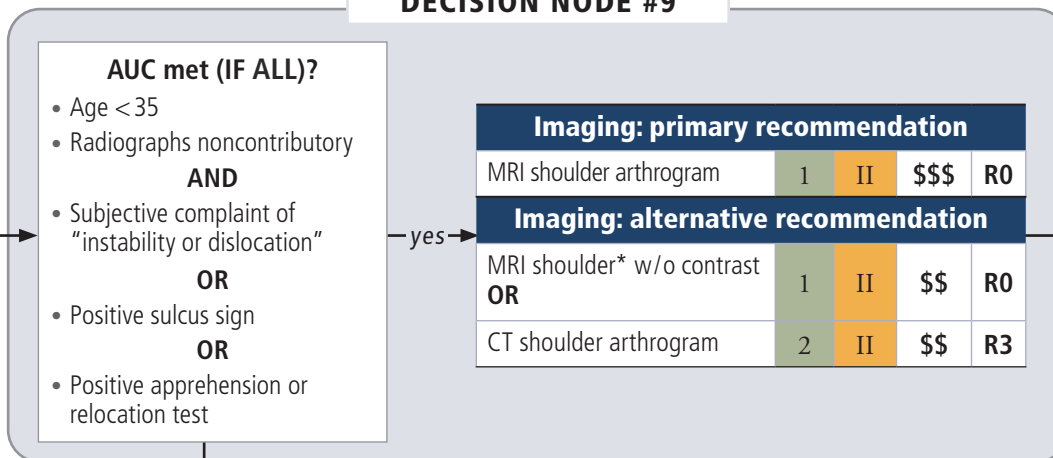 DECISION NODE #9
AUC met (IF ALL)?
• Age < 35
• Radiographs noncontributory
AND
• Subjective complaint of
"instability or dislocation"
OR
• Positive sulcus sign
OR
• Positive apprehension or
relocation test
yes
Imaging: primary recommendation
MRI shoulder arthrogram 1 II $$$ R0
Imaging: alternative recommendation
MRI shoulder* w/o contrast
OR 1 II $$ R0
CT shoulder arthrogram 2 II $$ R3